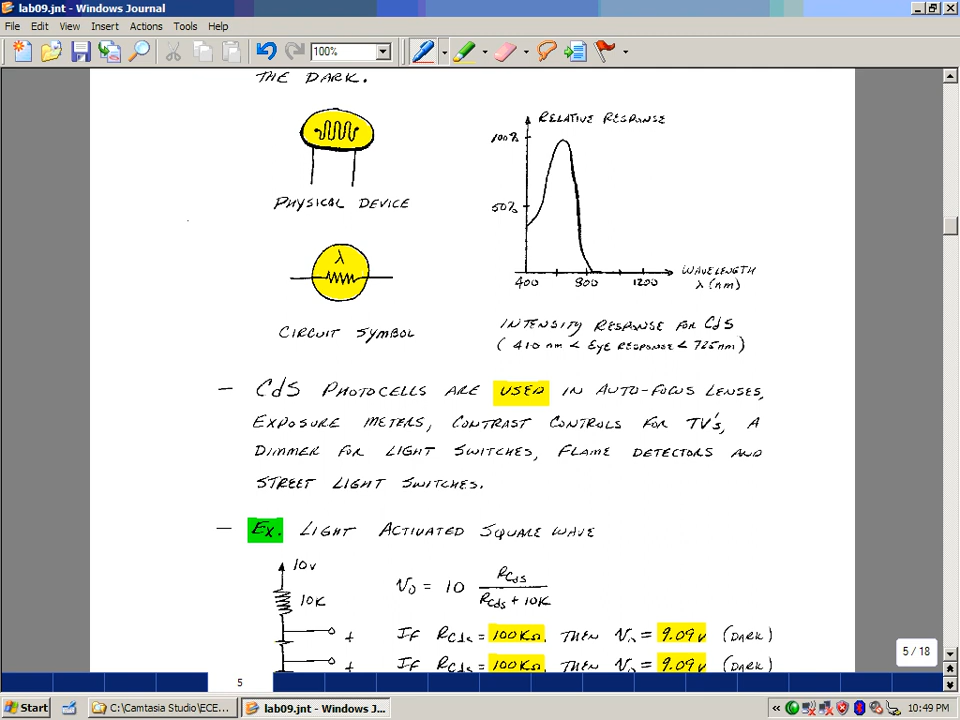 lab09.jnt - Windows Journal
File Edit View Insert Actions Tools Help
100%
THE DARK.
RELATIVE RESPONSE
100%
50%
400 800 1200
WAVELENGTH
λ (nm)
PHYSICAL DEVICE
λ
CIRCUIT SYMBOL
INTENSITY RESPONSE FOR CdS
(410 nm < EYE RESPONSE < 725 nm)
– CdS PHOTOCELLS ARE USED IN AUTO-FOCUS LENSES,
EXPOSURE METERS, CONTRAST CONTROLS FOR TV'S, A
DIMMER FOR LIGHT SWITCHES, FLAME DETECTORS AND
STREET LIGHT SWITCHES.
– EX. LIGHT ACTIVATED SQUARE WAVE
10V
10K
Vo = 10 RCdS / RCdS + 10K
+ IF RCdS = 100KΩ, THEN Vo = 9.09V (DARK)
+ IF RCdS = 100KΩ, THEN Vo = 9.09V (DARK)
5 / 18
5
Start C:\Camtasia Studio\ECE... lab09.jnt - Windows J... « 10:49 PM